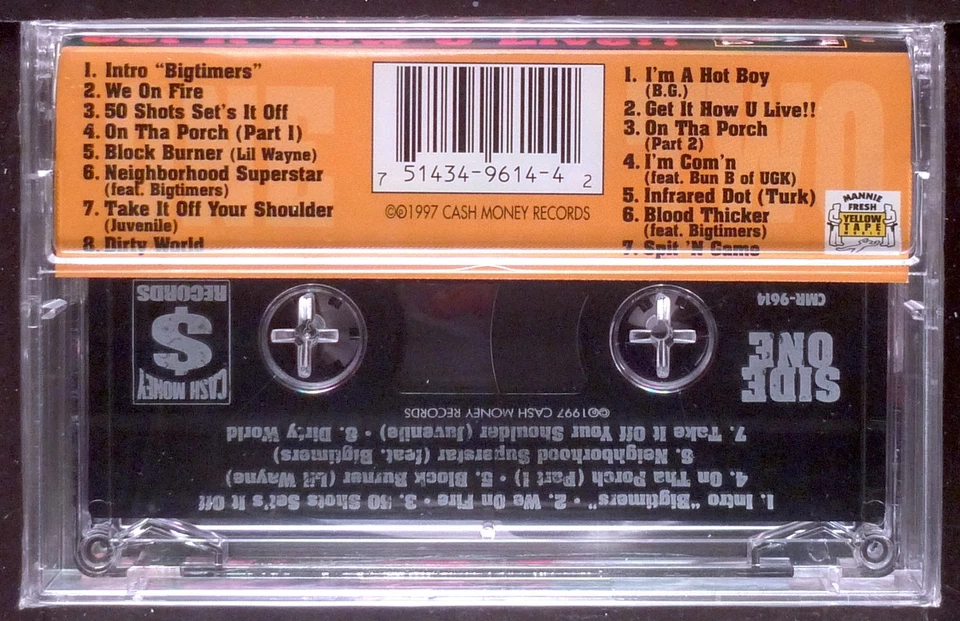 1. Intro "Bigtimers"
2. We On Fire
3. 50 Shots Set's It Off
4. On Tha Porch (Part 1)
5. Block Burner (Lil Wayne)
6. Neighborhood Superstar
(feat. Bigtimers)
7. Take It Off Your Shoulder
(Juvenile)
8. Dirty World
7 51434-9614-4 2
©℗1997 CASH MONEY RECORDS
1. I'm A Hot Boy
(B.G.)
2. Get It How U Live!!
3. On Tha Porch
(Part 2)
4. I'm Com'n
(feat. Bun B of UGK)
5. Infrared Dot (Turk)
6. Blood Thicker
(feat. Bigtimers)
7. Spit 'N Game
MANNIE
FRESH
YELLOW
TAPE
CASH MONEY
$
RECORDS
SIDE
ONE
CMR-9614
1. Intro "Bigtimers" • 2. We On Fire • 3. 50 Shots Set's It Off
4. On Tha Porch (Part 1) • 5. Block Burner (Lil Wayne)
6. Neighborhood Suparstar (feat. Bigtimers)
7. Take It Off Your Shoulder (Juvenile) • 8. Dirty World
©℗1997 CASH MONEY RECORDS